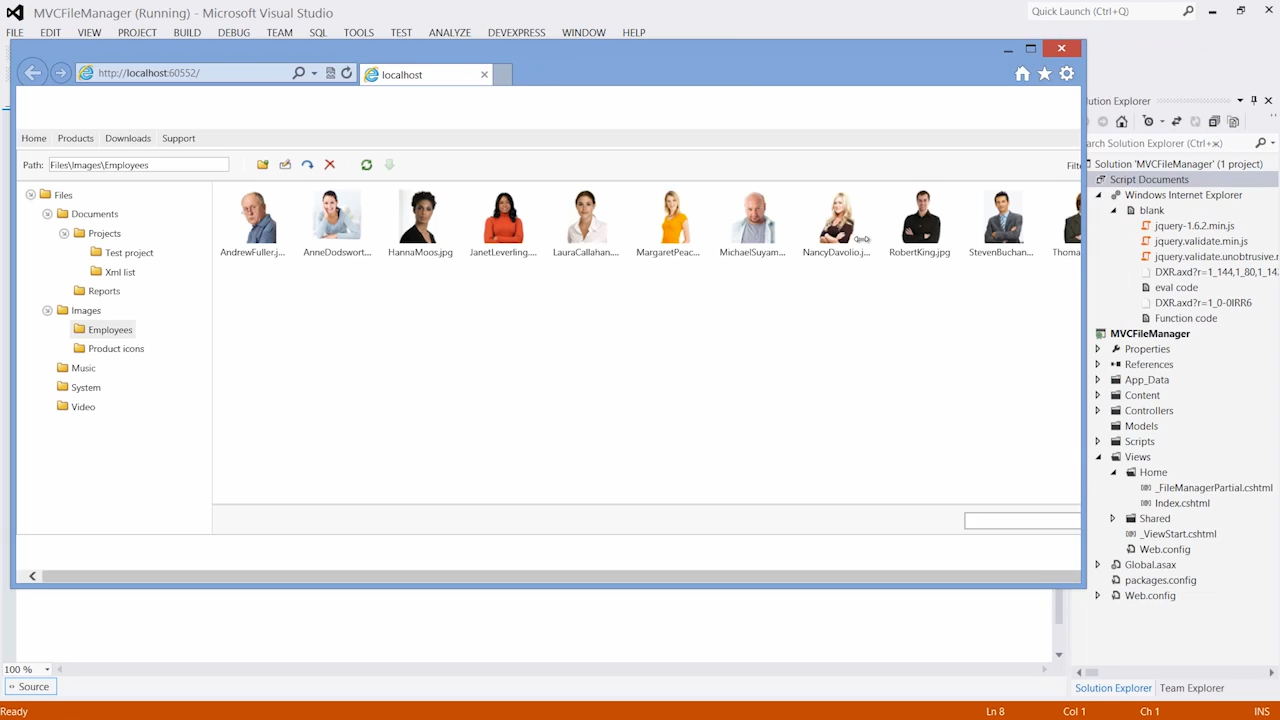 MVCFileManager (Running) - Microsoft Visual Studio
Quick Launch (Ctrl+Q)
FILE EDIT VIEW PROJECT BUILD DEBUG TEAM SQL TOOLS TEST ANALYZE DEVEXPRESS WINDOW HELP
http://localhost:60552/
localhost
Home Products Downloads Support
Path: Files\Images\Employees
Filte
Files
Documents
Projects
Test project
Xml list
Reports
Images
Employees
Product icons
Music
System
Video
AndrewFuller.j... AnneDodswort... HannaMoos.jpg JanetLeverling.... LauraCallahan.... MargaretPeac... MichaelSuyam... NancyDavolio.j... RobertKing.jpg StevenBuchan... Thoma
lution Explorer
arch Solution Explorer (Ctrl+ж)
Solution 'MVCFileManager' (1 project)
Script Documents
Windows Internet Explorer
blank
jquery-1.6.2.min.js
jquery.validate.min.js
jquery.validate.unobtrusive.r
DXR.axd?r=1_144,1_80,1_14.
eval code
DXR.axd?r=1_0-0IRR6
Function code
MVCFileManager
Properties
References
App_Data
Content
Controllers
Models
Scripts
Views
Home
_FileManagerPartial.cshtml
Index.cshtml
Shared
_ViewStart.cshtml
Web.config
Global.asax
packages.config
Web.config
100 %
Source
Solution Explorer Team Explorer
Ready Ln 8 Col 1 Ch 1 INS